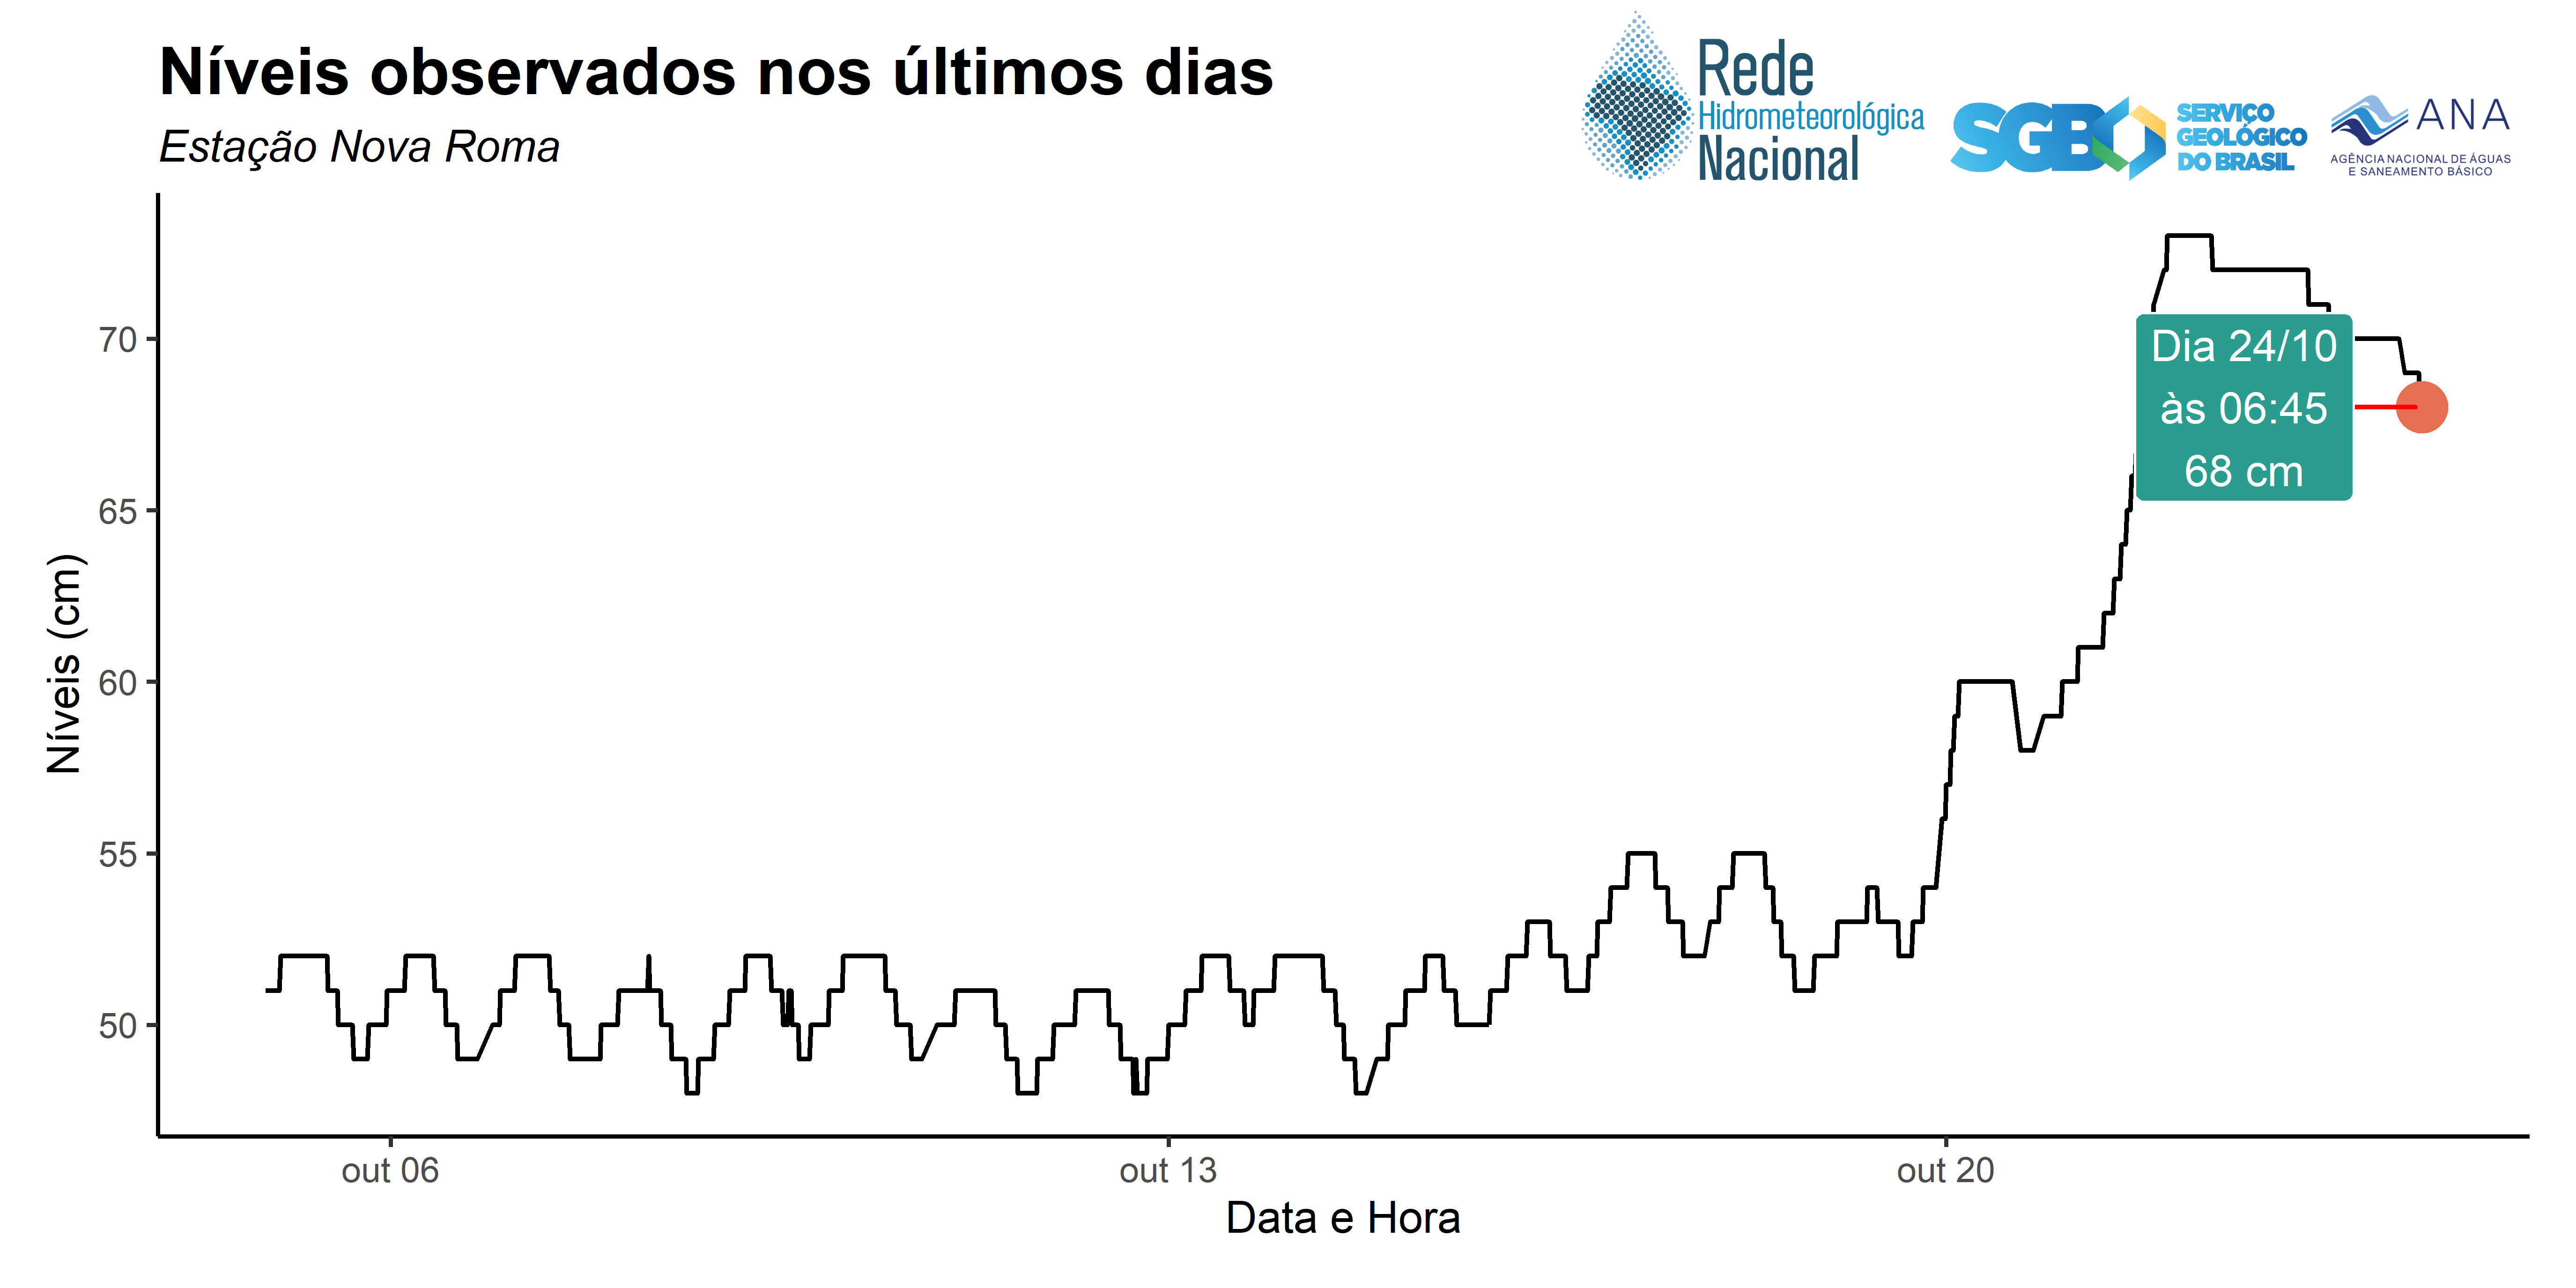 Níveis observados nos últimos dias
Estação Nova Roma
Rede
Hidrometeorológica
Nacional
SGB
SERVIÇO
GEOLÓGICO
DO BRASIL
ANA
AGÊNCIA NACIONAL DE ÁGUAS
E SANEAMENTO BÁSICO
Níveis (cm)
70
65
60
55
50
Dia 24/10
às 06:45
68 cm
out 06
out 13
out 20
Data e Hora